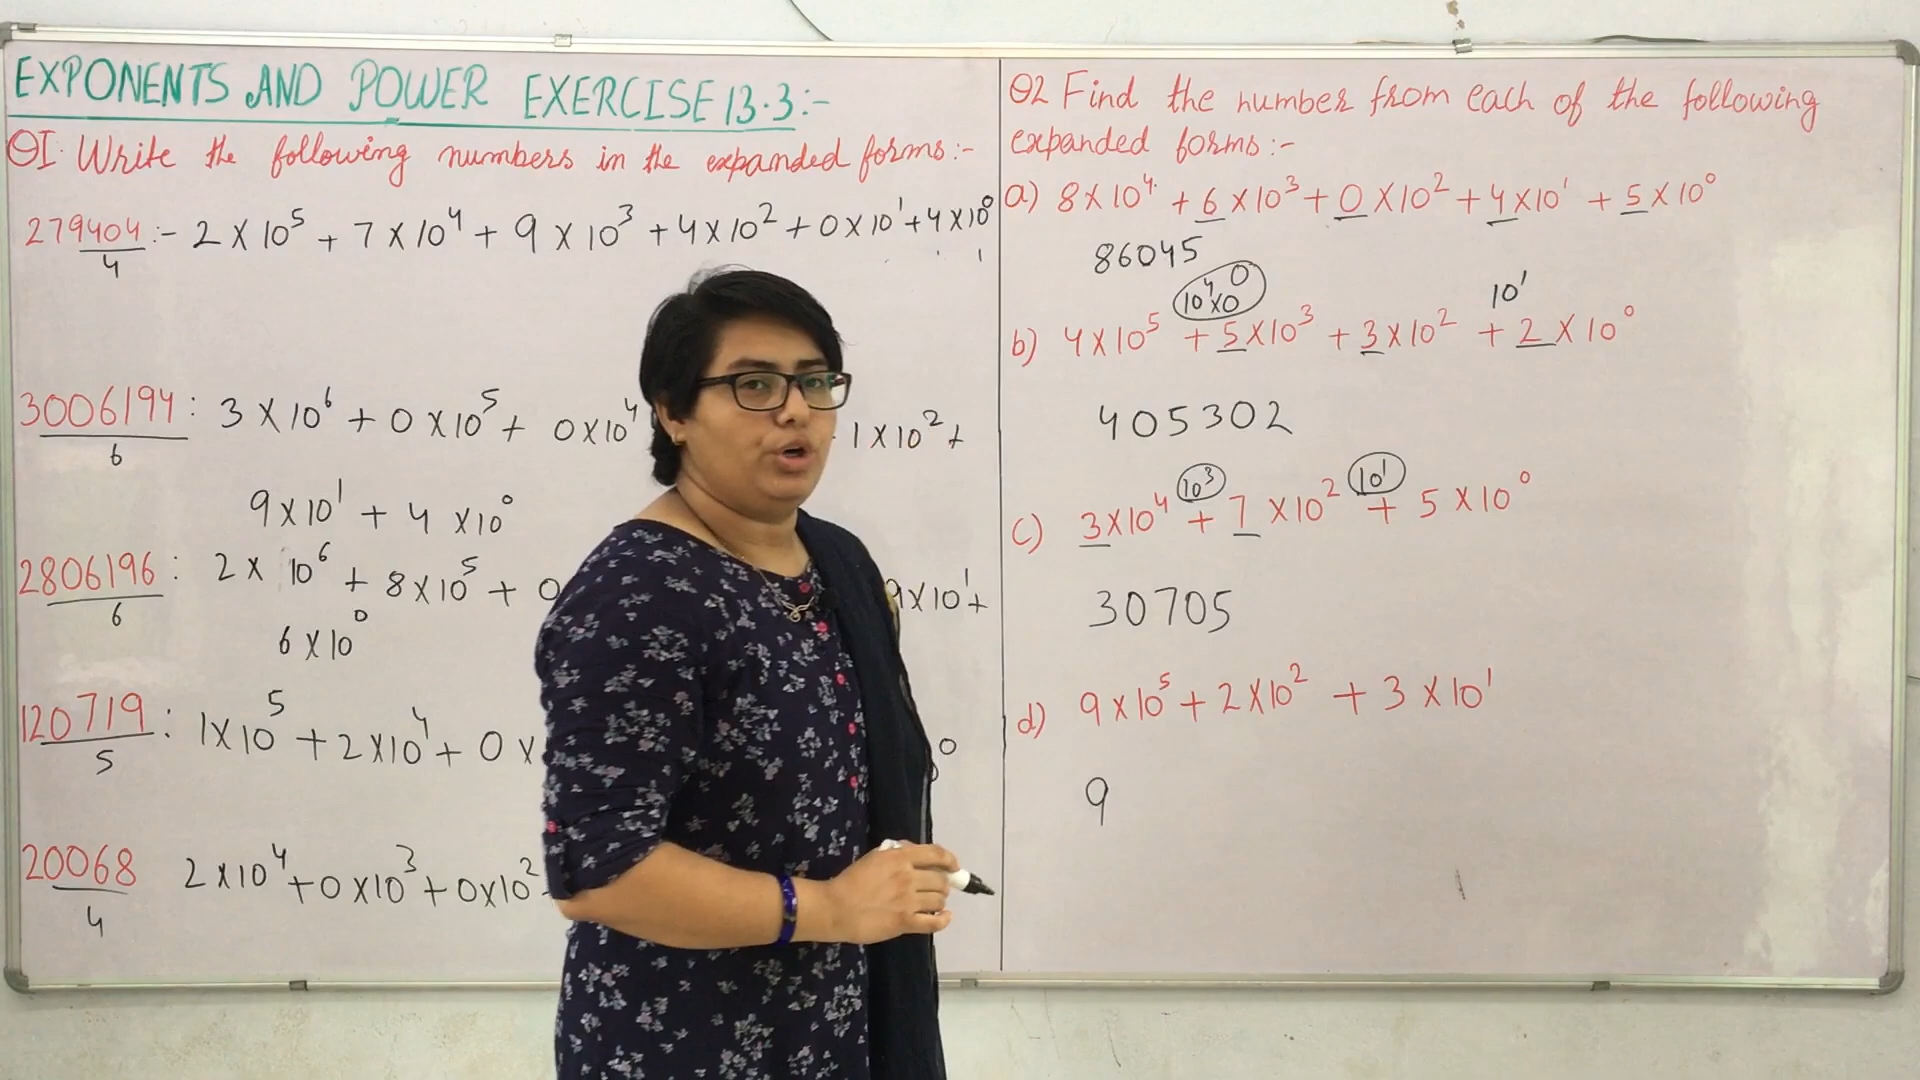 EXPONENTS AND POWER EXERCISE 13.3:-
Q1. Write the following numbers in the expanded forms:-
279404 :- 2 × 10⁵ + 7 × 10⁴ + 9 × 10³ + 4 × 10² + 0 × 10¹ + 4 × 10⁰
4
3006194 : 3 × 10⁶ + 0 × 10⁵ + 0 × 10⁴ 1 × 10² +
6
9 × 10¹ + 4 × 10⁰
2806196 : 2 × 10⁶ + 8 × 10⁵ + 0 9 × 10¹ +
6
6 × 10⁰
120719 : 1 × 10⁵ + 2 × 10⁴ + 0 × 0
5
20068 2 × 10⁴ + 0 × 10³ + 0 × 10²
4
Q2 Find the number from each of the following
expanded forms:-
a) 8 × 10⁴ + 6 × 10³ + 0 × 10² + 4 × 10¹ + 5 × 10⁰
86045
10⁴×0 0 10¹
b) 4 × 10⁵ + 5 × 10³ + 3 × 10² + 2 × 10⁰
405302
10³ 10¹
c) 3 × 10⁴ + 7 × 10² + 5 × 10⁰
30705
d) 9 × 10⁵ + 2 × 10² + 3 × 10¹
9